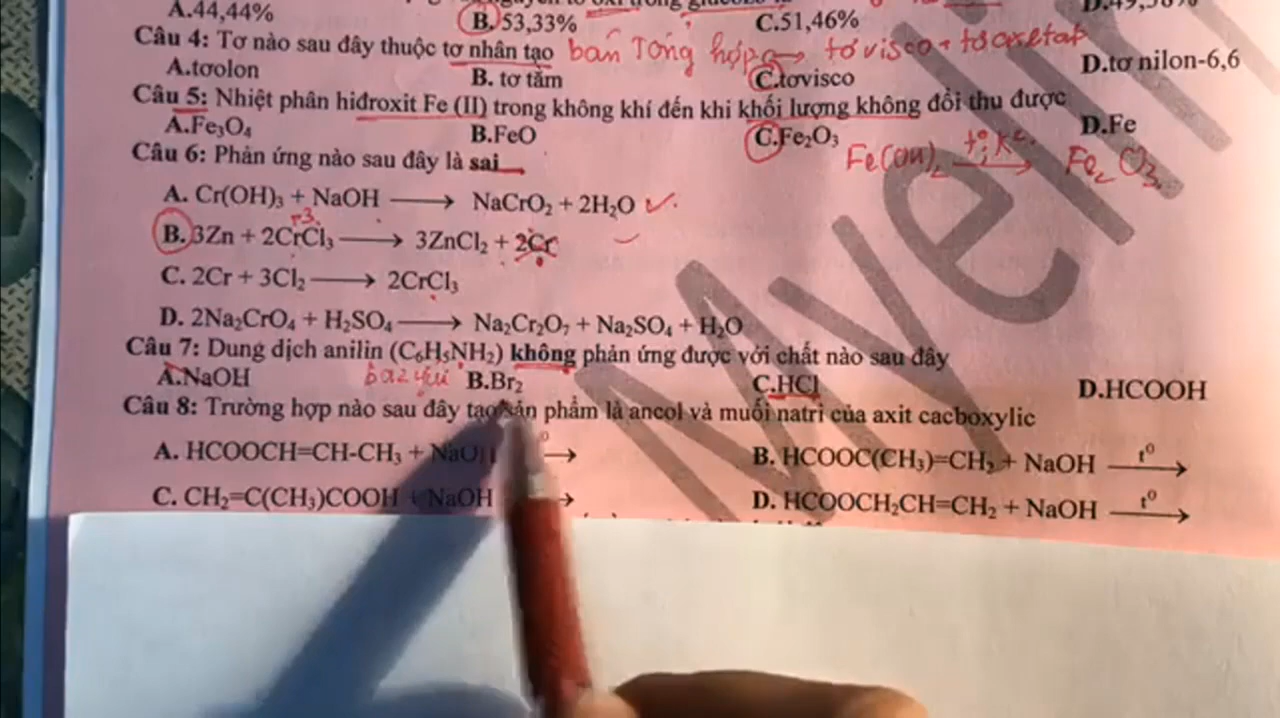 A.44,44%
B. 53,33%
C.51,46%
Câu 4: Tơ nào sau đây thuộc tơ nhân tạo bán Tổng hợp tơ visco + tơ axetat
A.tơolon
B. tơ tằm
C.tơvisco
D.tơ nilon-6,6
Câu 5: Nhiệt phân hiđroxit Fe (II) trong không khí đến khi khối lượng không đổi thu được
A.Fe₃O₄
B.FeO
C.Fe₂O₃
D.Fe
Fe(OH)₂ t°, kk Fe₂O₃
Câu 6: Phản ứng nào sau đây là sai
A. Cr(OH)₃ + NaOH ⟶ NaCrO₂ + 2H₂O
+3
B. 3Zn + 2CrCl₃ ⟶ 3ZnCl₂ + 2Cr
C. 2Cr + 3Cl₂ ⟶ 2CrCl₃
D. 2Na₂CrO₄ + H₂SO₄ ⟶ Na₂Cr₂O₇ + Na₂SO₄ + H₂O
Câu 7: Dung dịch anilin (C₆H₅NH₂) không phản ứng được với chất nào sau đây
A.NaOH
bazơ yếu
B.Br₂
C.HCl
D.HCOOH
Câu 8: Trường hợp nào sau đây tạo sản phẩm là ancol và muối natri của axit cacboxylic
A. HCOOCH=CH-CH₃ + NaOH ⟶
B. HCOOC(CH₃)=CH₂ + NaOH t⁰ ⟶
C. CH₂=C(CH₃)COOH + NaOH ⟶
D. HCOOCH₂CH=CH₂ + NaOH t⁰ ⟶
Myelin